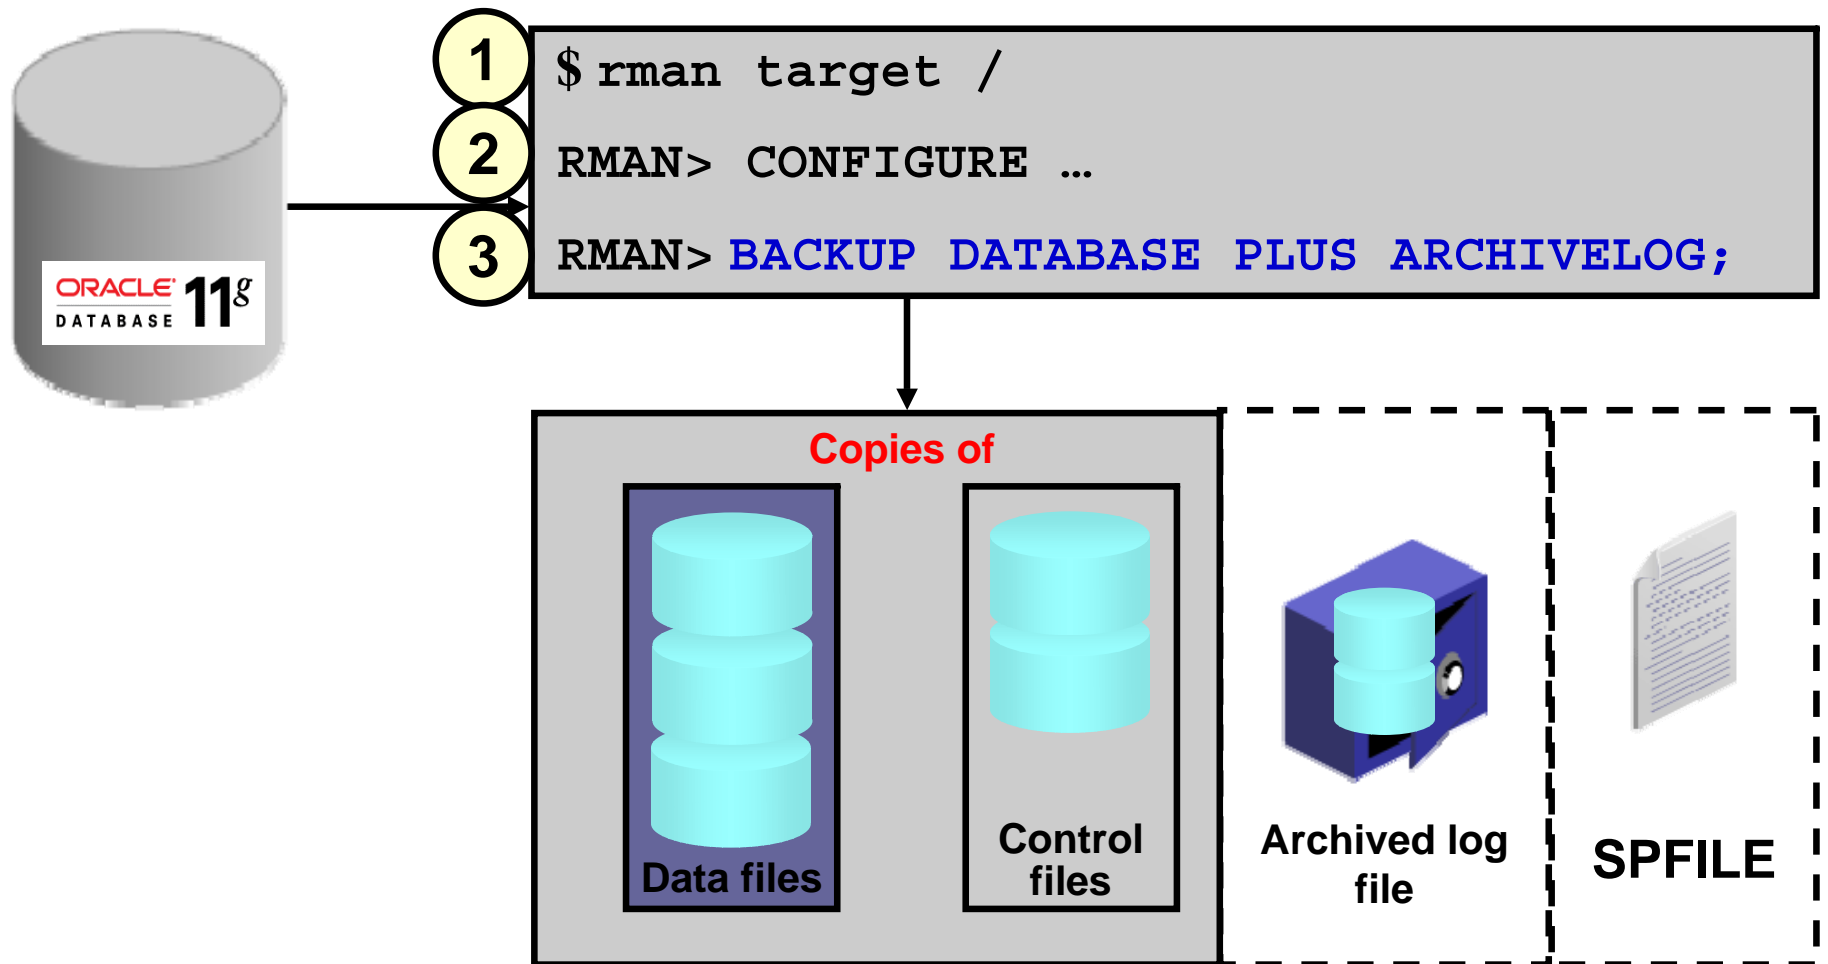 1
$ rman target /
2
RMAN> CONFIGURE …
3
RMAN> BACKUP DATABASE PLUS ARCHIVELOG;
ORACLE 11g
DATABASE
Copies of
Data files
Control
files
Archived log
file
SPFILE